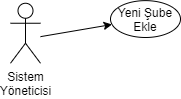 Yeni Şube
Ekle
Sistem
Yöneticisi